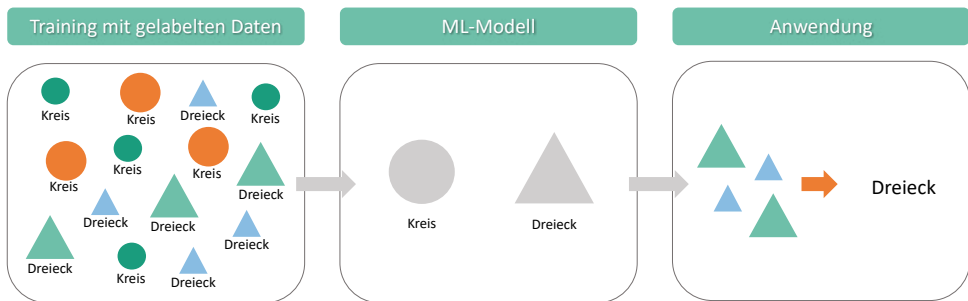 Training mit gelabelten Daten
ML-Modell
Anwendung
Kreis
Kreis
Dreieck
Kreis
Kreis
Kreis
Kreis
Dreieck
Dreieck
Dreieck
Dreieck
Dreieck
Kreis
Dreieck
Kreis
Dreieck
Dreieck